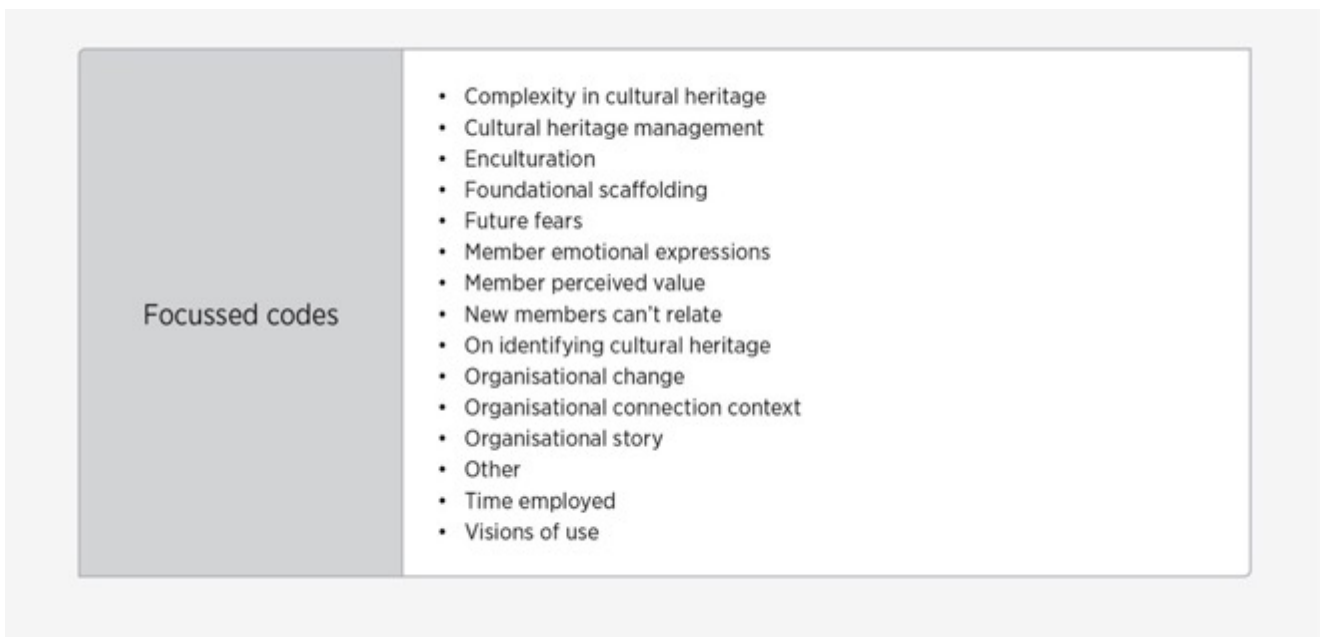 Focussed codes
• Complexity in cultural heritage
• Cultural heritage management
• Enculturation
• Foundational scaffolding
• Future fears
• Member emotional expressions
• Member perceived value
• New members can’t relate
• On identifying cultural heritage
• Organisational change
• Organisational connection context
• Organisational story
• Other
• Time employed
• Visions of use